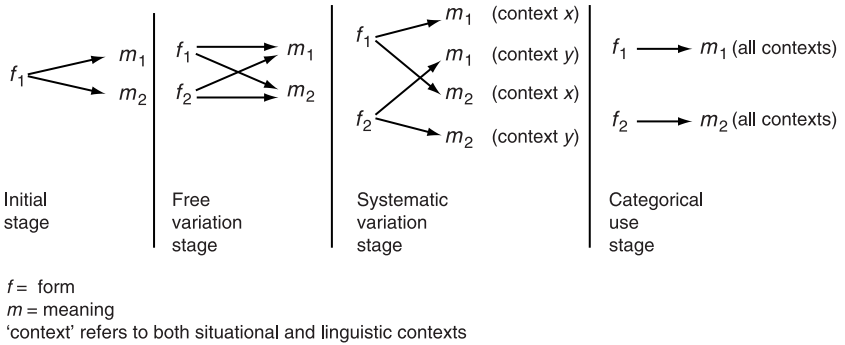 f1 m1 m2
f1 f2 m1 m2
f1 f2
m1 (context x)
m1 (context y)
m2 (context x)
m2 (context y)
f1 m1 (all contexts)
f2 m2 (all contexts)
Initial
stage
Free
variation
stage
Systematic
variation
stage
Categorical
use
stage
f = form
m = meaning
‘context’ refers to both situational and linguistic contexts